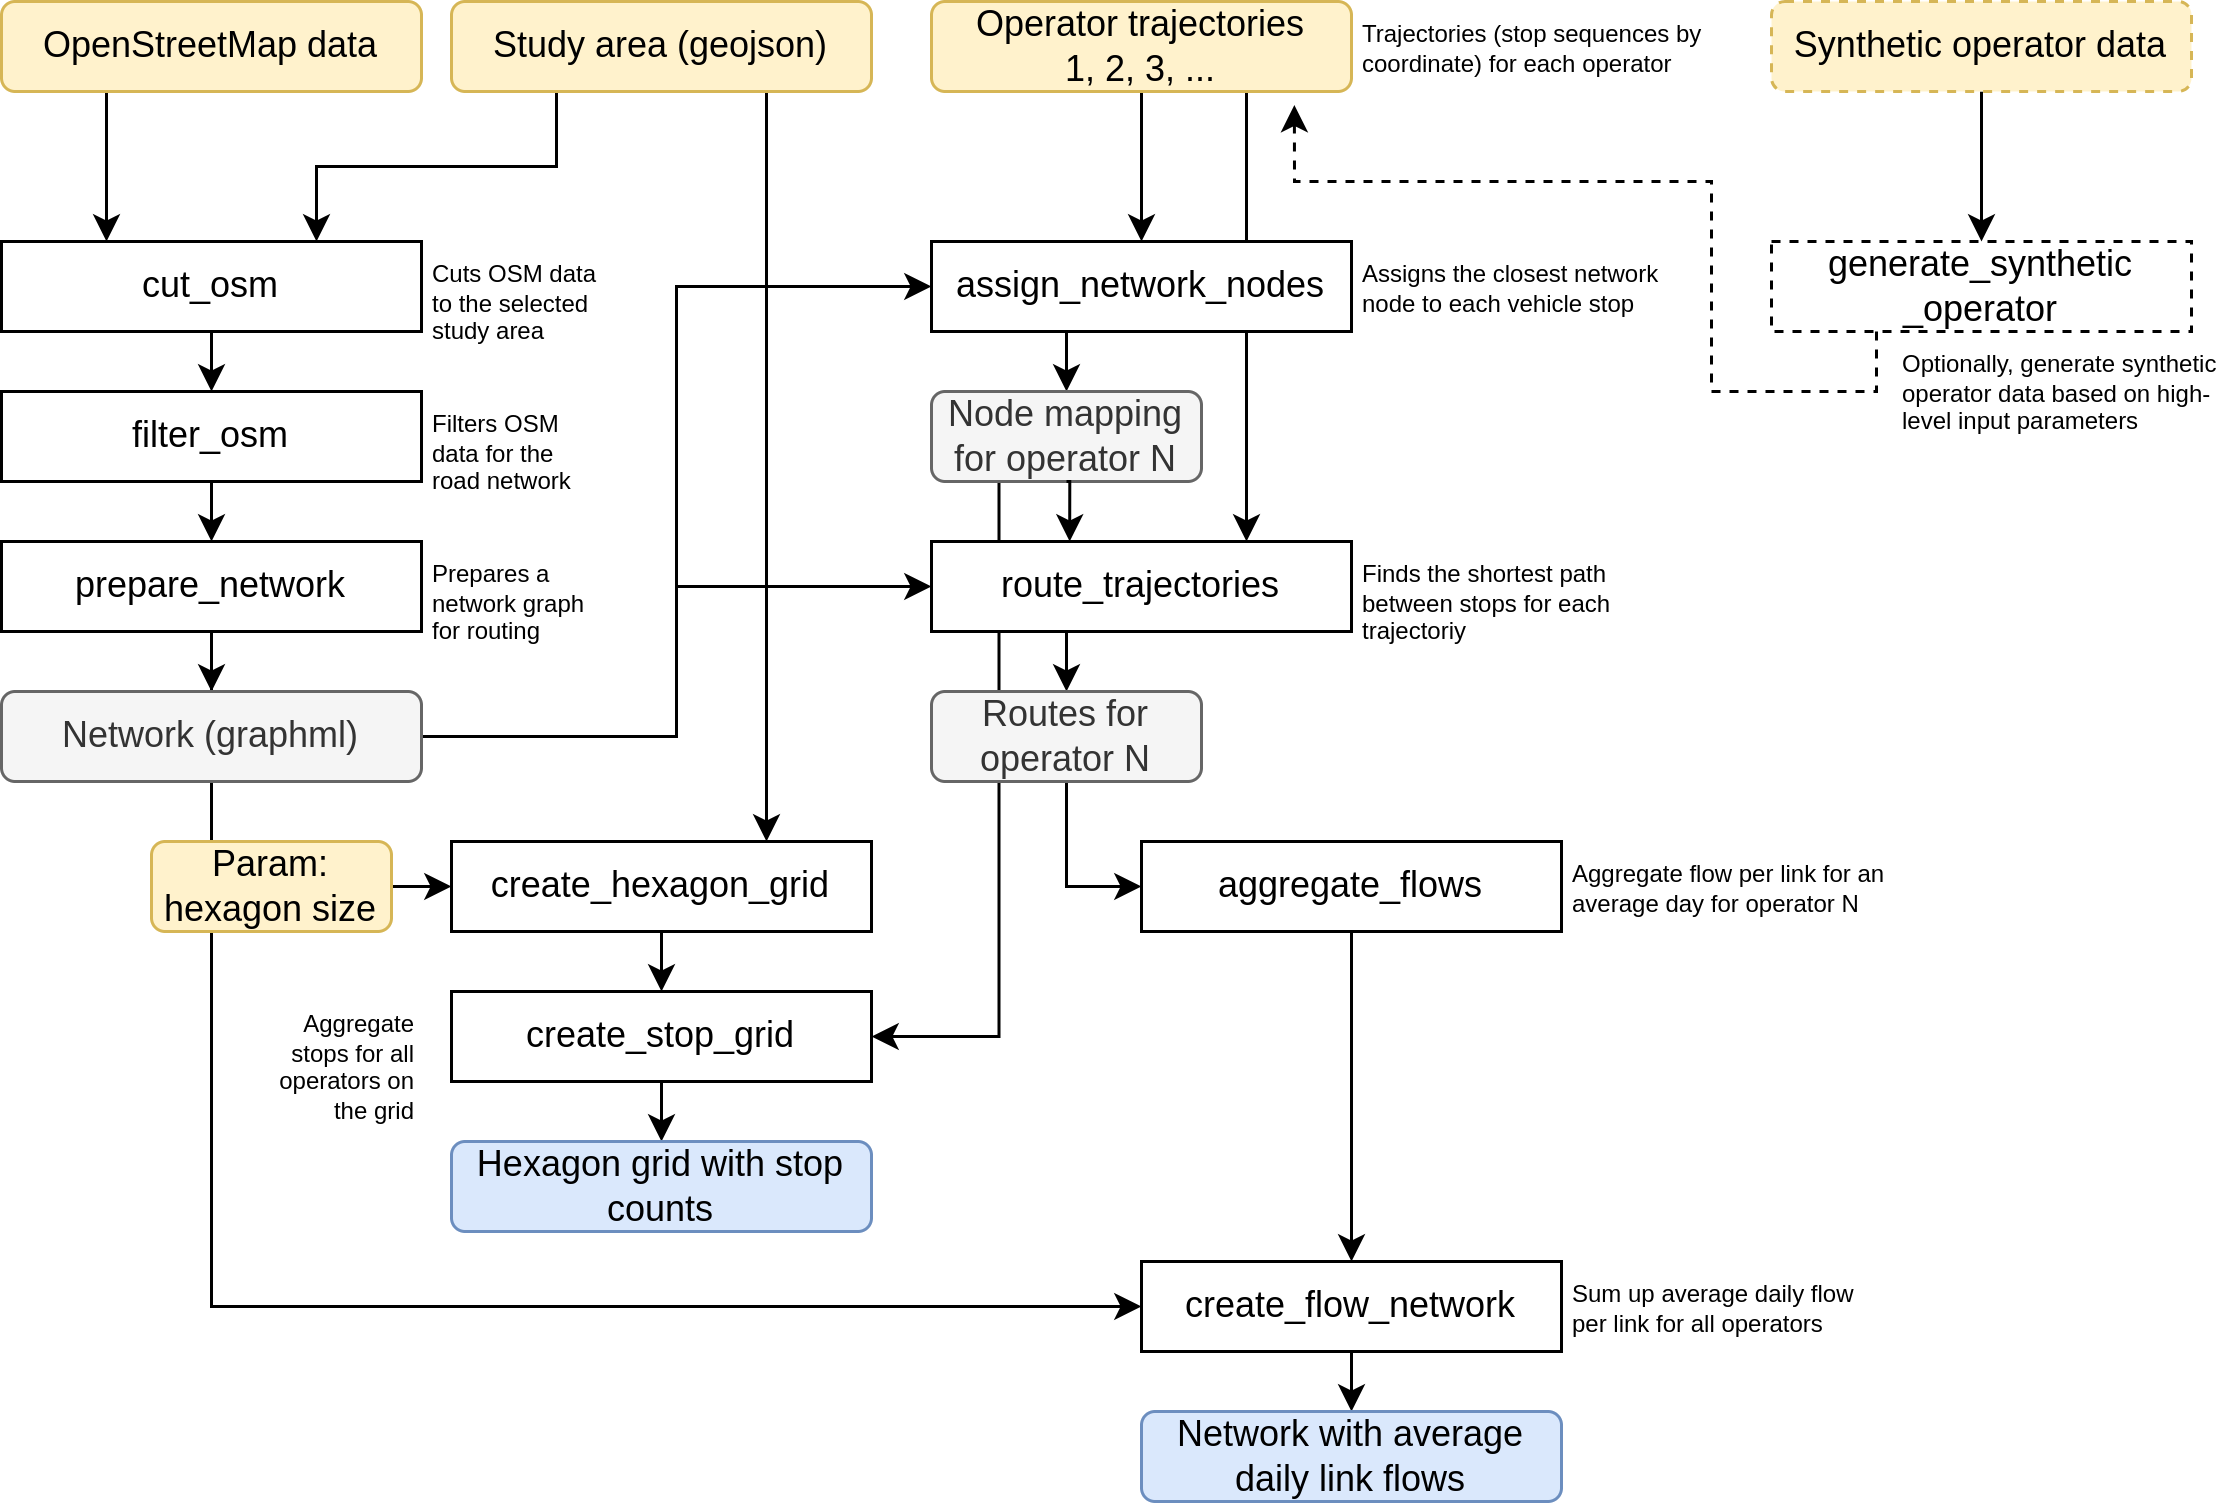 OpenStreetMap data
Study area (geojson)
Operator trajectories
1, 2, 3, ...
Trajectories (stop sequences by
coordinate) for each operator
Synthetic operator data
cut_osm
Cuts OSM data
to the selected
study area
assign_network_nodes
Assigns the closest network
node to each vehicle stop
generate_synthetic
_operator
Optionally, generate synthetic
operator data based on high-
level input parameters
filter_osm
Filters OSM
data for the
road network
Node mapping
for operator N
prepare_network
Prepares a
network graph
for routing
route_trajectories
Finds the shortest path
between stops for each
trajectoriy
Network (graphml)
Routes for
operator N
Param:
hexagon size
create_hexagon_grid
aggregate_flows
Aggregate flow per link for an
average day for operator N
Aggregate
stops for all
operators on
the grid
create_stop_grid
Hexagon grid with stop
counts
create_flow_network
Sum up average daily flow
per link for all operators
Network with average
daily link flows